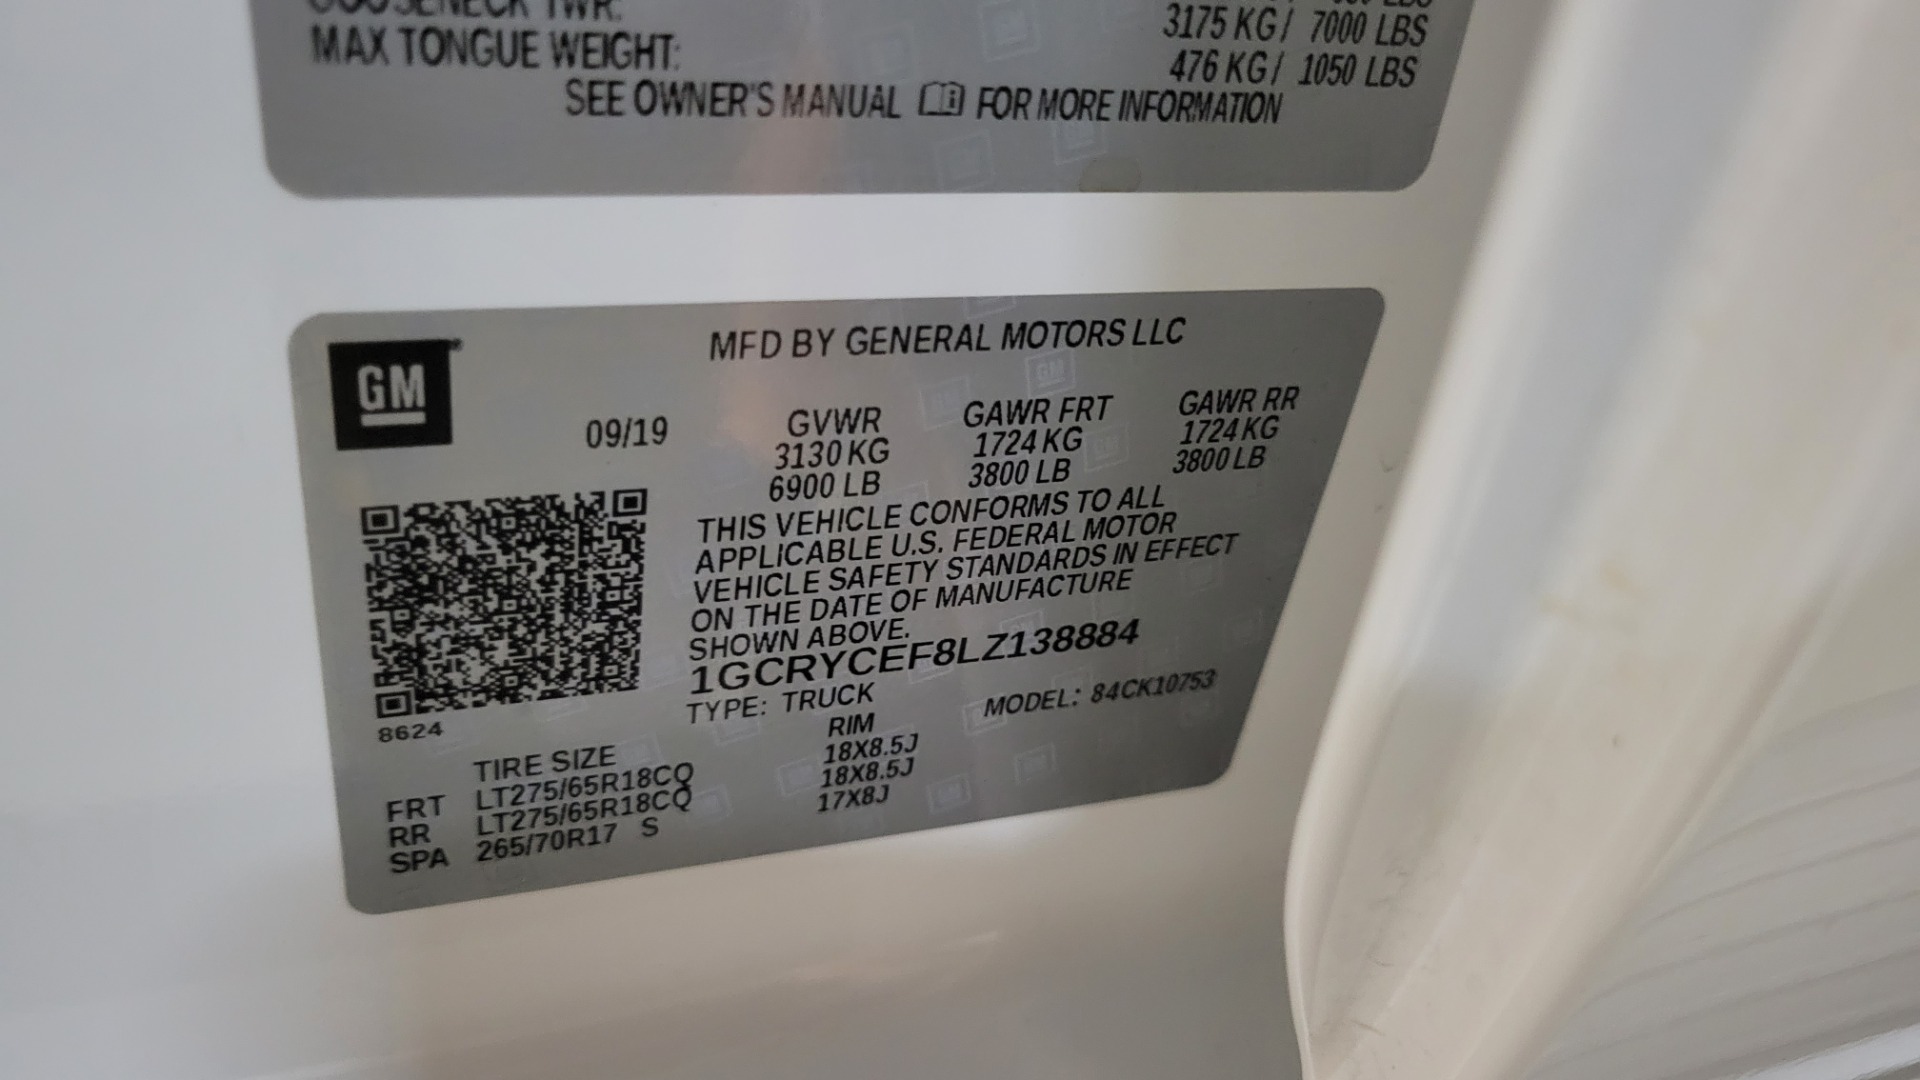 GOOSENECK TWR:
3175 KG / 7000 LBS
MAX TONGUE WEIGHT:
476 KG / 1050 LBS
SEE OWNER'S MANUAL FOR MORE INFORMATION
GM
MFD BY GENERAL MOTORS LLC
09/19
GVWR GAWR FRT GAWR RR
3130 KG 1724 KG 1724 KG
6900 LB 3800 LB 3800 LB
THIS VEHICLE CONFORMS TO ALL
APPLICABLE U.S. FEDERAL MOTOR
VEHICLE SAFETY STANDARDS IN EFFECT
ON THE DATE OF MANUFACTURE
SHOWN ABOVE.
1GCRYCEF8LZ138884
TYPE: TRUCK MODEL: 84CK10753
8624
TIRE SIZE RIM
FRT LT275/65R18CQ 18X8.5J
RR LT275/65R18CQ 18X8.5J
SPA 265/70R17 S 17X8J